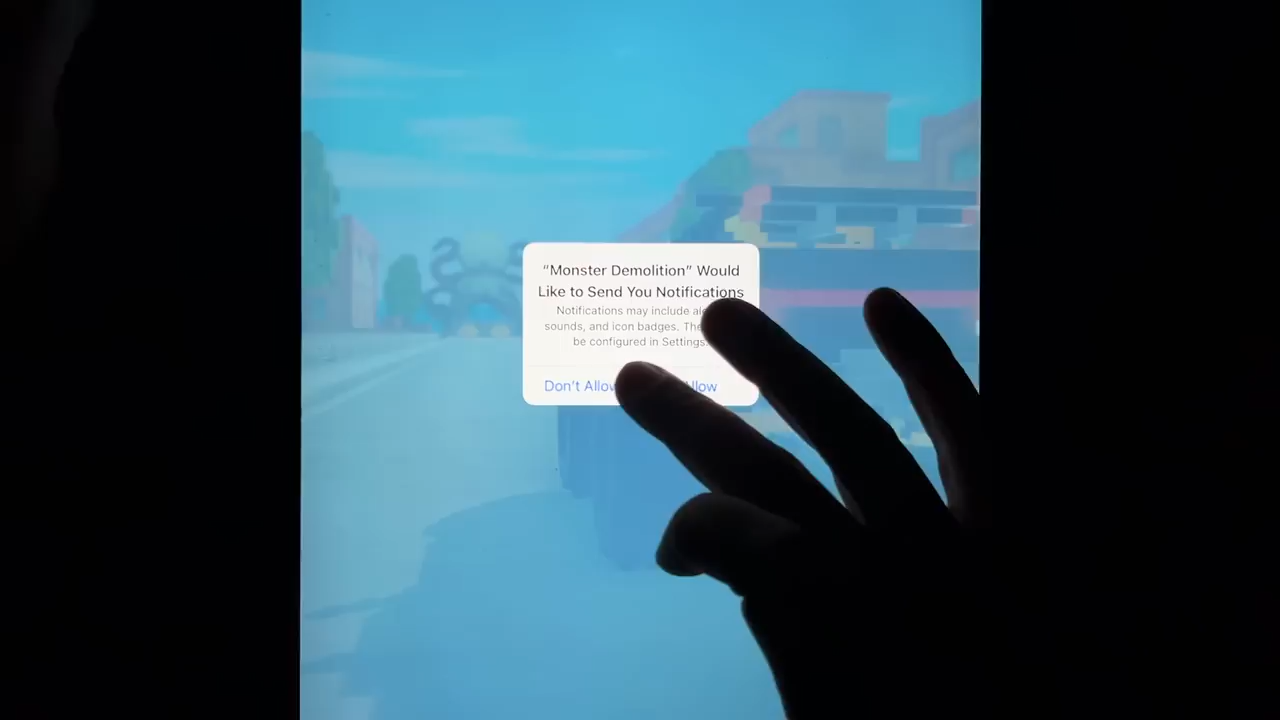 “Monster Demolition” Would
Like to Send You Notifications
Notifications may include
sounds, and icon badges.
be configured in Settings.
Don’t Allow